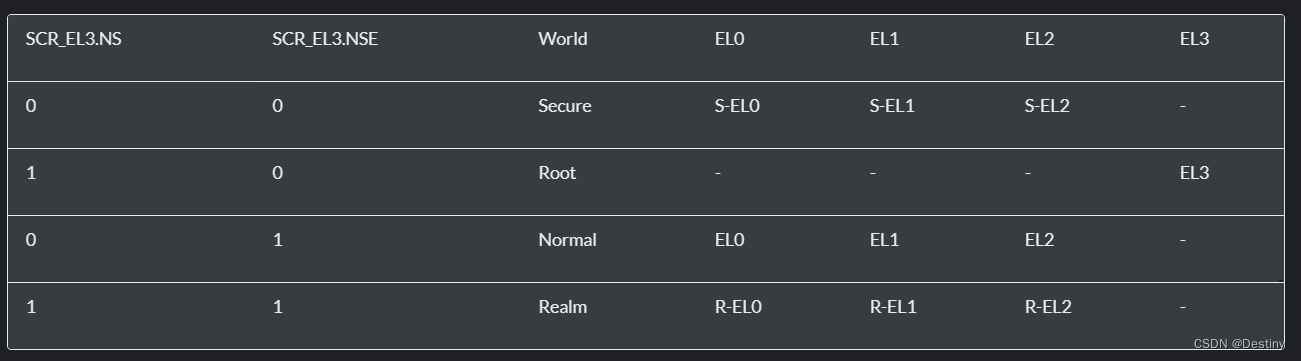 SCR_EL3.NS SCR_EL3.NSE World EL0 EL1 EL2 EL3
0 0 Secure S-EL0 S-EL1 S-EL2 -
1 0 Root - - - EL3
0 1 Normal EL0 EL1 EL2 -
1 1 Realm R-EL0 R-EL1 R-EL2 -
CSDN @Destiny